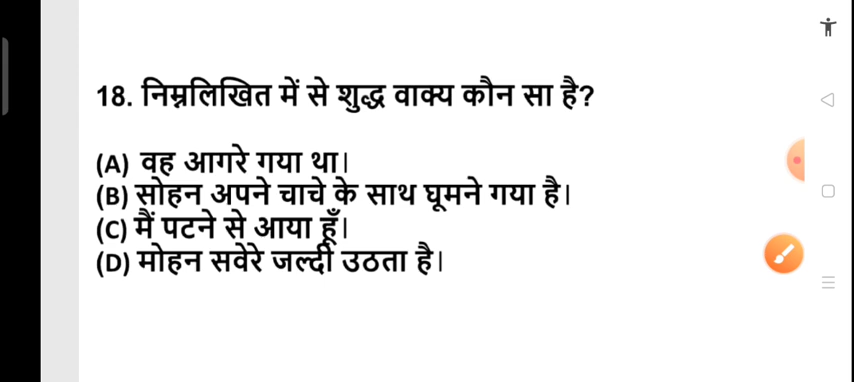 18. निम्नलिखित में से शुद्ध वाक्य कौन सा है?
(A) वह आगरे गया था।
(B) सोहन अपने चाचे के साथ घूमने गया है।
(C) मैं पटने से आया हूँ।
(D) मोहन सवेरे जल्दी उठता है।